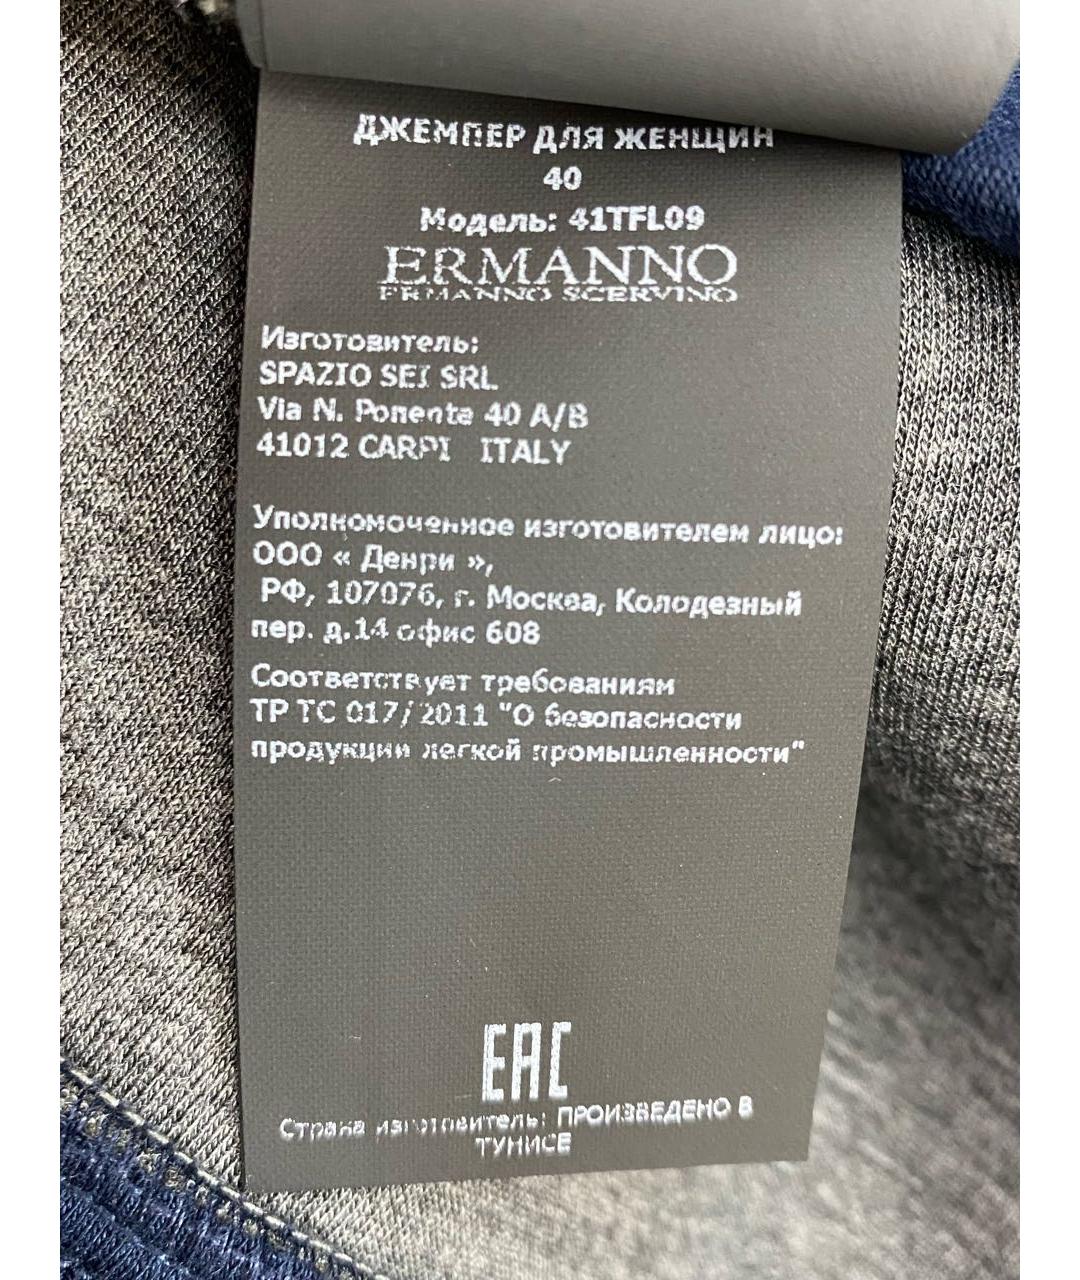 ДЖЕМПЕР ДЛЯ ЖЕНЩИН
40
Модель: 41TFL09
ERMANNO
ERMANNO SCERVINO
Изготовитель:
SPAZIO SEI SRL
Via N. Ponente 40 A/B
41012 CARPI ITALY
Уполномоченное изготовителем лицо:
ООО « Денри »,
РФ, 107076, г. Москва, Колодезный
пер. д.14 офис 608
Соответствует требованиям
ТР ТС 017/2011 "О безопасности
продукции легкой промышленности"
EAC
Страна изготовитель: ПРОИЗВЕДЕНО В
ТУНИСЕ